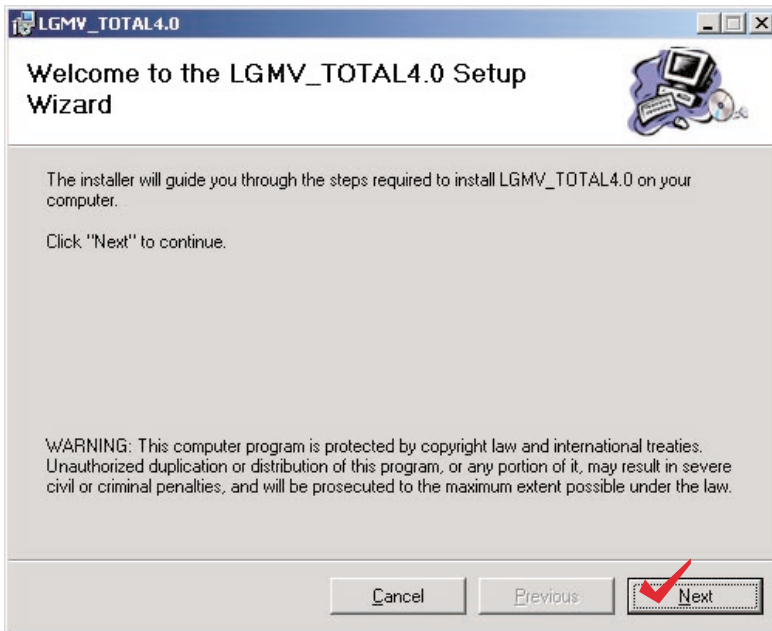 LGMV_TOTAL4.0
Welcome to the LGMV_TOTAL4.0 Setup
Wizard
The installer will guide you through the steps required to install LGMV_TOTAL4.0 on your
computer.
Click "Next" to continue.
WARNING: This computer program is protected by copyright law and international treaties.
Unauthorized duplication or distribution of this program, or any portion of it, may result in severe
civil or criminal penalties, and will be prosecuted to the maximum extent possible under the law.
Cancel
Previous
Next